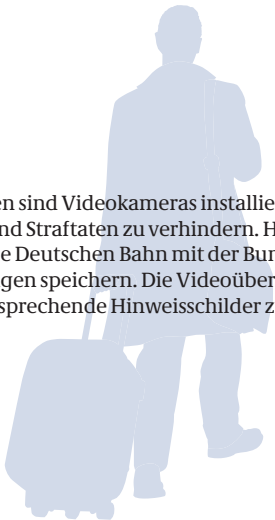 en sind Videokameras installie
nd Straftaten zu verhindern. H
e Deutschen Bahn mit der Bun
gen speichern. Die Videoüber
sprechende Hinweisschilder z